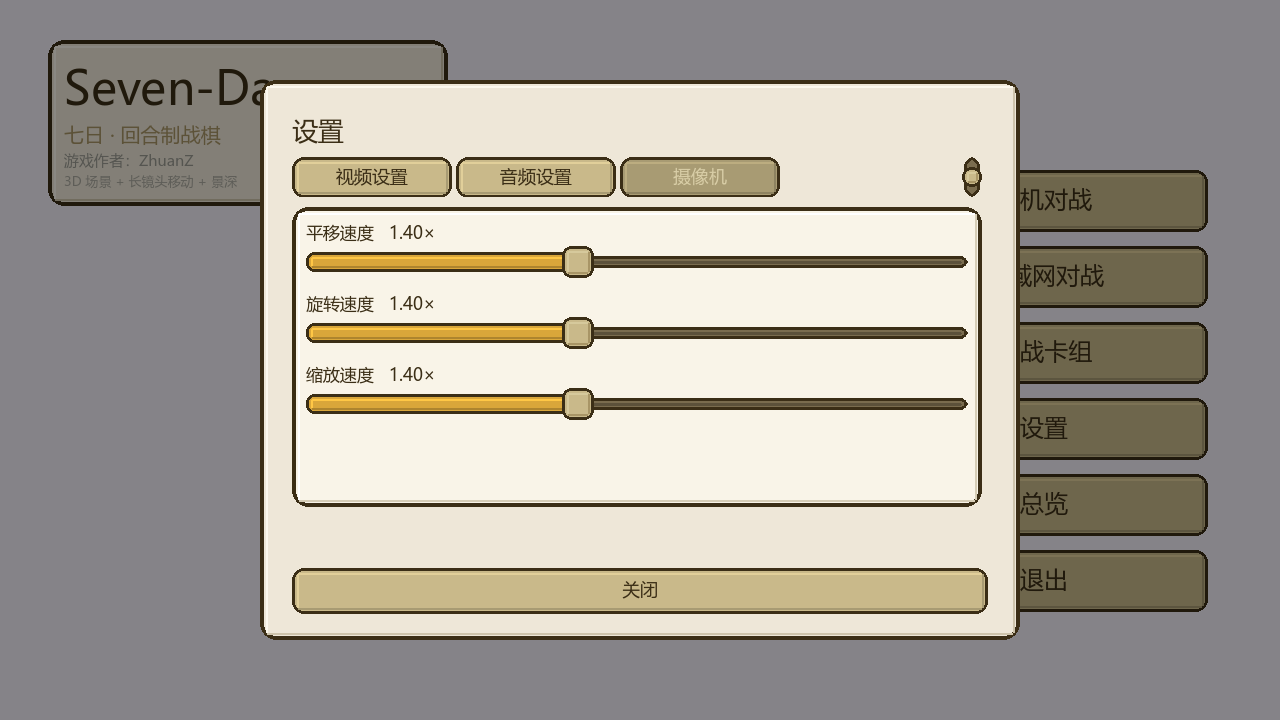 Seven-Da
七日 · 回合制战棋
游戏作者：ZhuanZ
3D 场景 + 长镜头移动 + 景深
设置
视频设置
音频设置
摄像机
平移速度 1.40×
旋转速度 1.40×
缩放速度 1.40×
关闭
机对战
域网对战
战卡组
设置
总览
退出